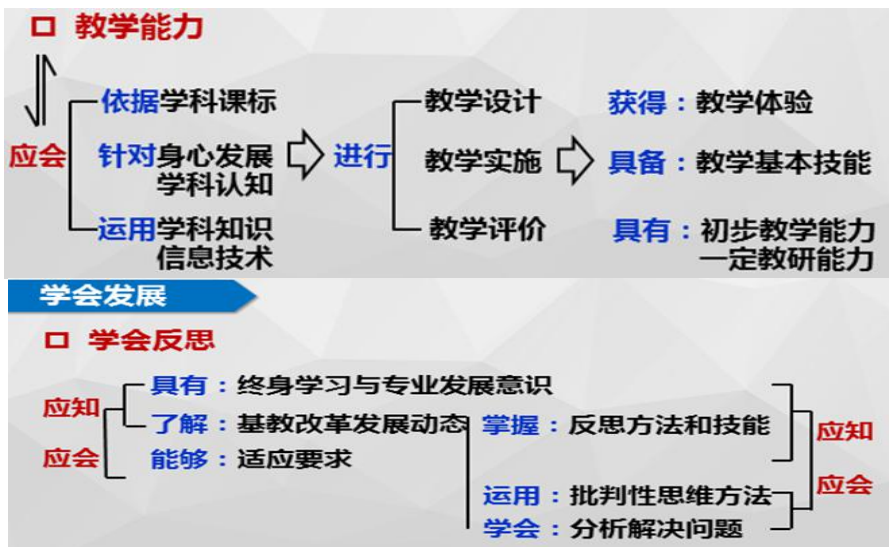 教学能力
依据学科课标
教学设计
获得：教学体验
应会
针对身心发展
学科认知
进行
教学实施
具备：教学基本技能
运用学科知识
信息技术
教学评价
具有：初步教学能力
一定教研能力
学会发展
学会反思
具有：终身学习与专业发展意识
应知
了解：基教改革发展动态
掌握：反思方法和技能
应知
应会
能够：适应要求
运用：批判性思维方法
应会
学会：分析解决问题